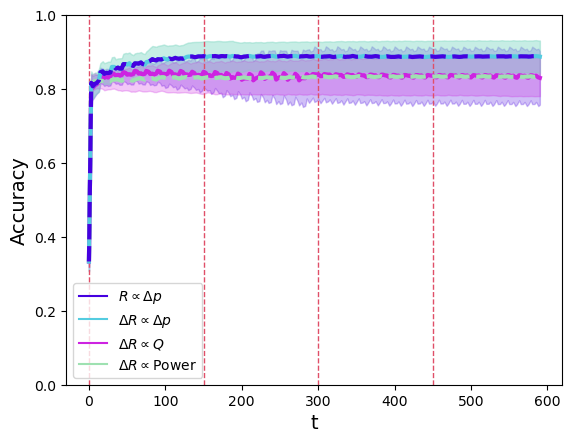 1.0
0.8
0.6
0.4
0.2
0.0
Accuracy
R ∝ Δp
ΔR ∝ Δp
ΔR ∝ Q
ΔR ∝ Power
0 100 200 300 400 500 600
t